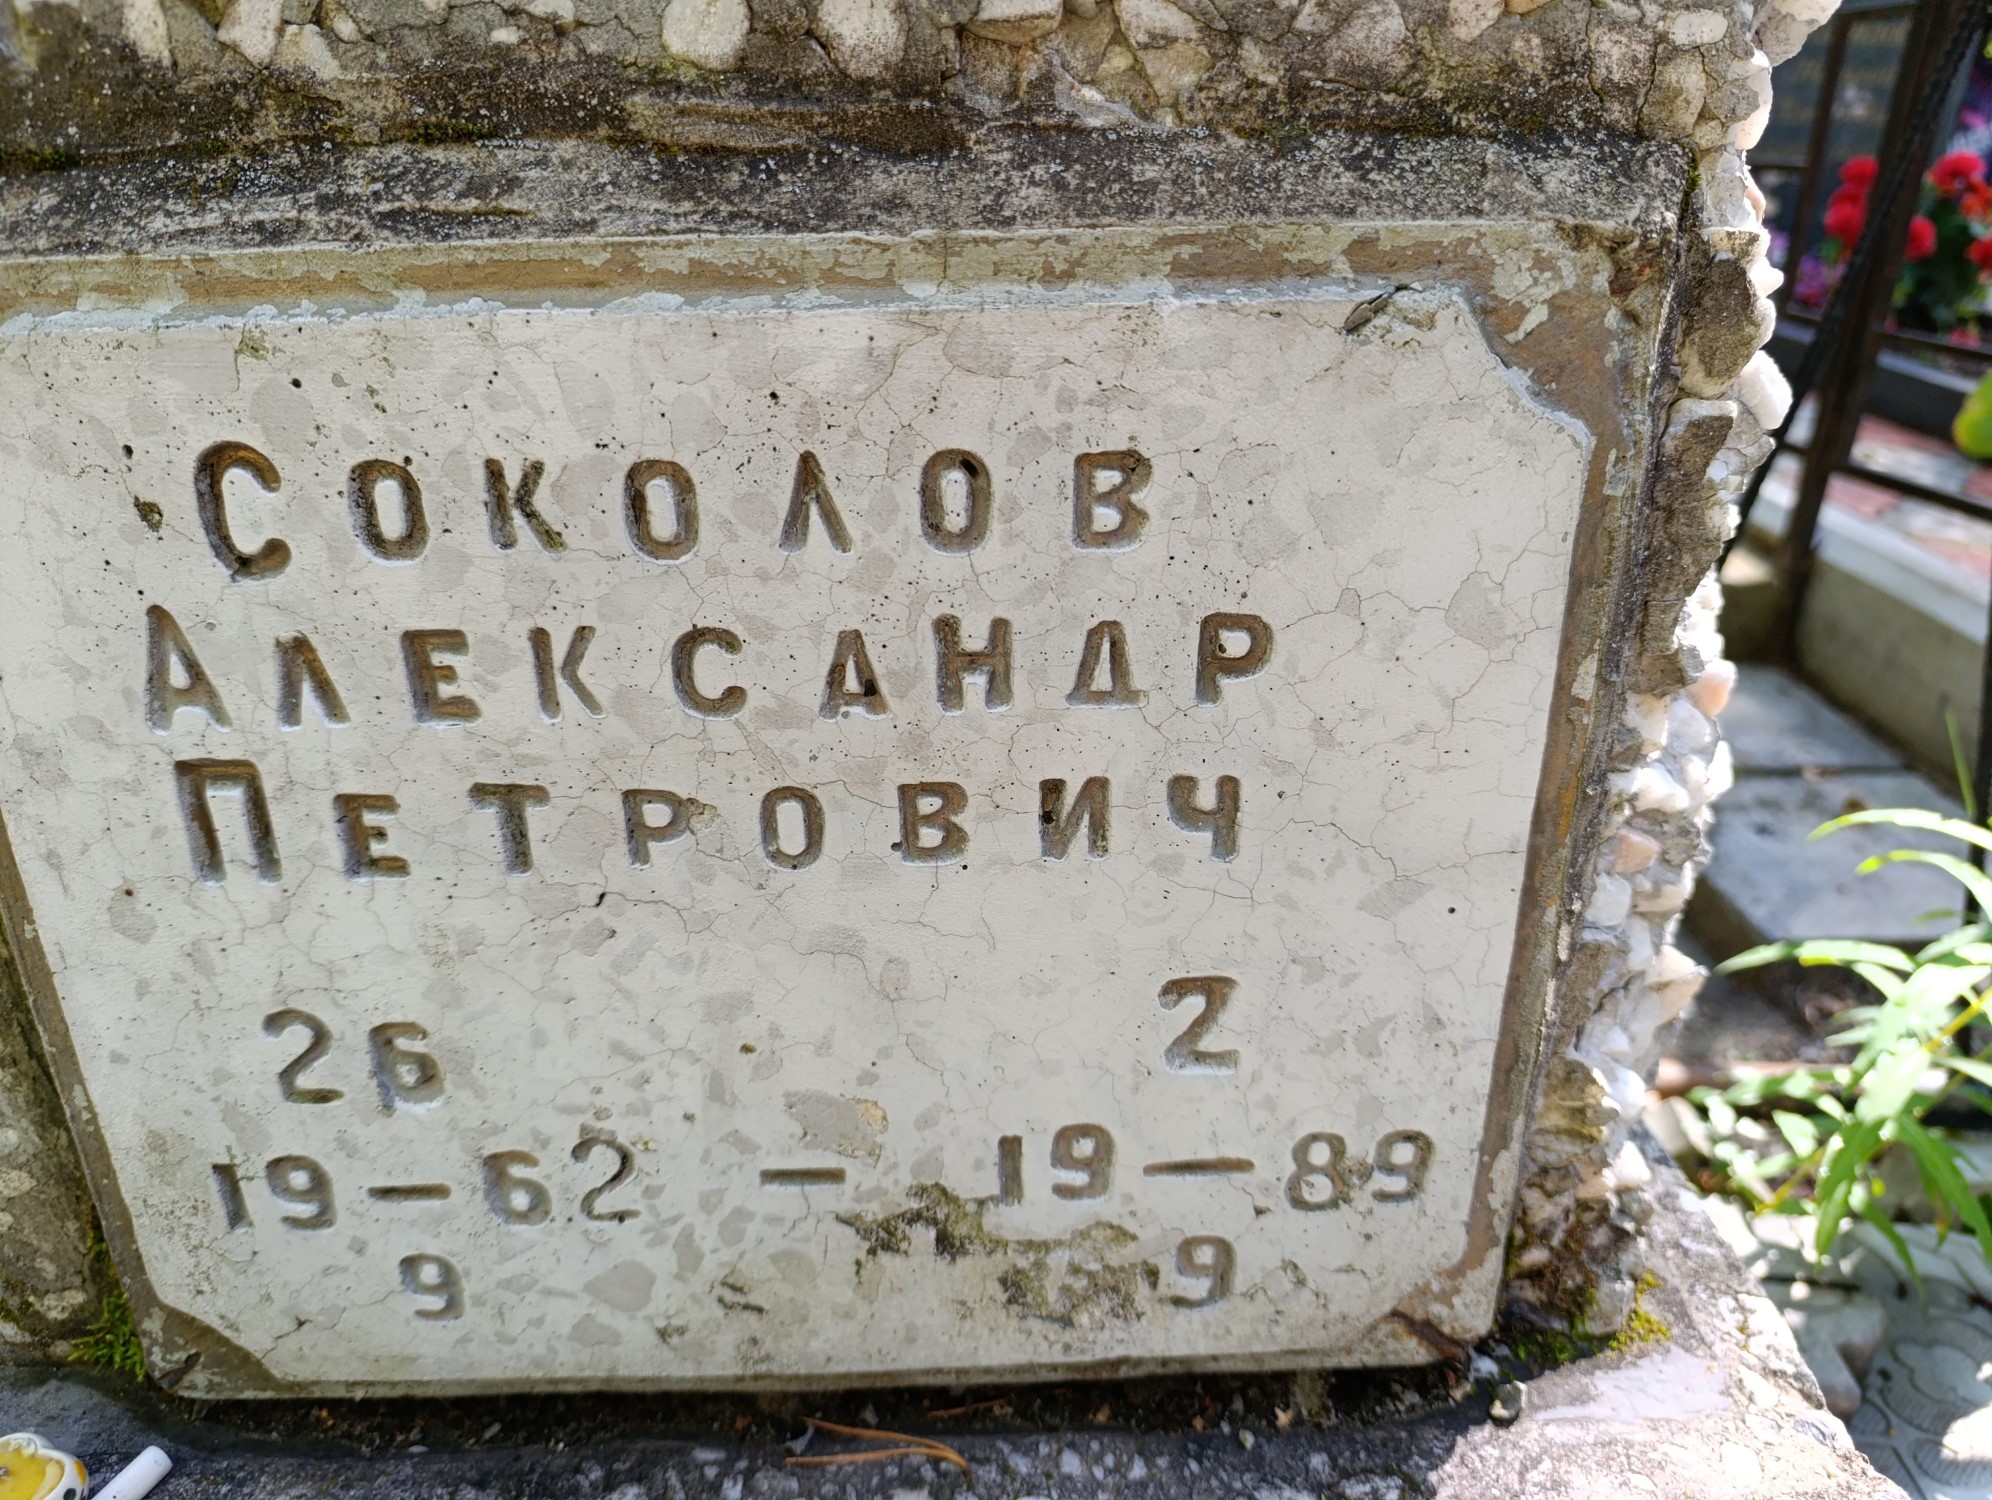 Соколов
Александр
Петрович
26 2
19–62 – 19–89
9 9